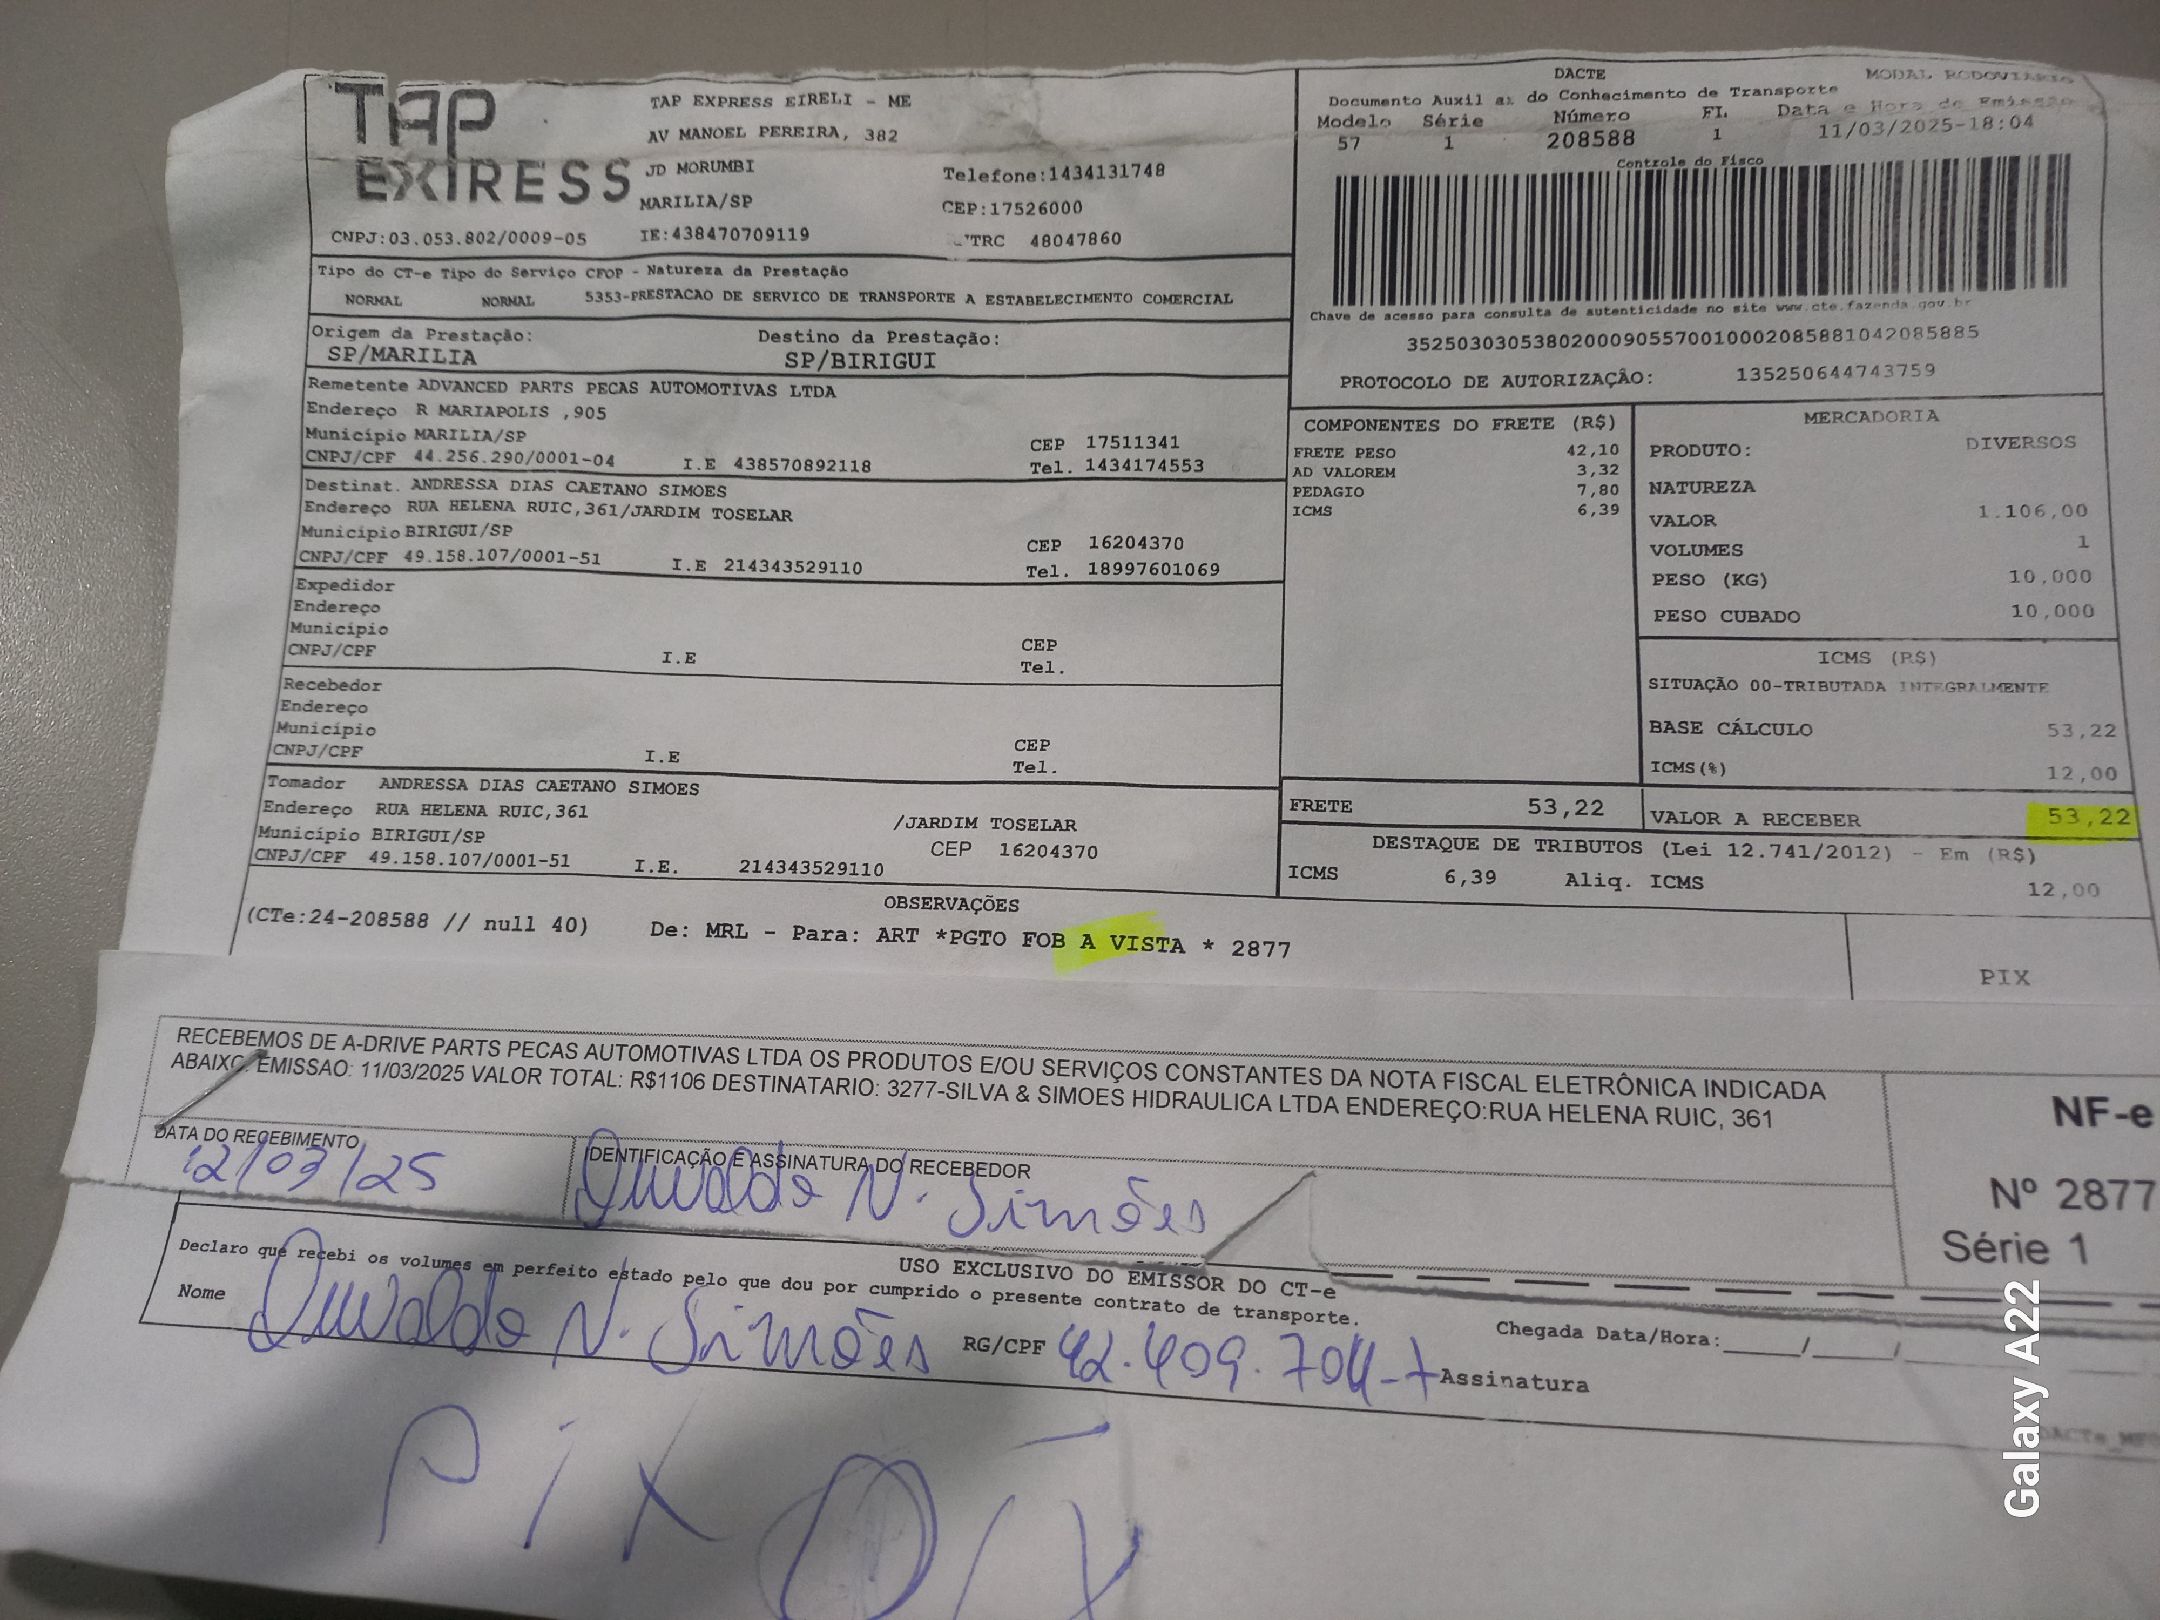 TAP EXPRESS
TAP EXPRESS EIRELI - ME
AV MANOEL PEREIRA, 382
JD MORUMBI
Telefone:1434131748
MARILIA/SP
CEP:17526000
CNPJ:03.053.802/0009-05
IE:438470709119
TRC 48047860
DACTE
MODAL RODOVIÁRIO
Documento Auxil ar do Conhecimento de Transporte
Modelo Série Número FL Data e Hora de Emissão
57 1 208588 1 11/03/2025-18:04
Controle do Fisco
Chave de acesso para consulta de autenticidade no site www.cte.fazenda.gov.br
35250303053802000905570010002085881042085885
PROTOCOLO DE AUTORIZAÇÃO: 135250644743759
Tipo do CT-e Tipo do Serviço CFOP - Natureza da Prestação
NORMAL NORMAL 5353-PRESTACAO DE SERVICO DE TRANSPORTE A ESTABELECIMENTO COMERCIAL
Origem da Prestação: Destino da Prestação:
SP/MARILIA SP/BIRIGUI
Remetente ADVANCED PARTS PECAS AUTOMOTIVAS LTDA
Endereço R MARIAPOLIS ,905
Município MARILIA/SP CEP 17511341
CNPJ/CPF 44.256.290/0001-04 I.E 438570892118 Tel. 1434174553
Destinat. ANDRESSA DIAS CAETANO SIMOES
Endereço RUA HELENA RUIC,361/JARDIM TOSELAR
Município BIRIGUI/SP CEP 16204370
CNPJ/CPF 49.158.107/0001-51 I.E 214343529110 Tel. 18997601069
Expedidor
Endereço
Município CEP
CNPJ/CPF I.E Tel.
Recebedor
Endereço
Município CEP
CNPJ/CPF I.E Tel.
Tomador ANDRESSA DIAS CAETANO SIMOES
Endereço RUA HELENA RUIC,361 /JARDIM TOSELAR
Município BIRIGUI/SP CEP 16204370
CNPJ/CPF 49.158.107/0001-51 I.E. 214343529110
COMPONENTES DO FRETE (R$)
FRETE PESO 42,10
AD VALOREM 3,32
PEDAGIO 7,80
ICMS 6,39
MERCADORIA
PRODUTO: DIVERSOS
NATUREZA
VALOR 1.106,00
VOLUMES 1
PESO (KG) 10,000
PESO CUBADO 10,000
ICMS (R$)
SITUAÇÃO 00-TRIBUTADA INTEGRALMENTE
BASE CÁLCULO 53,22
ICMS(%) 12,00
FRETE 53,22 VALOR A RECEBER 53,22
DESTAQUE DE TRIBUTOS (Lei 12.741/2012) - Em (R$)
ICMS 6,39 Aliq. ICMS 12,00
OBSERVAÇÕES
(CTe:24-208588 // null 40) De: MRL - Para: ART *PGTO FOB A VISTA * 2877
PIX
RECEBEMOS DE A-DRIVE PARTS PECAS AUTOMOTIVAS LTDA OS PRODUTOS E/OU SERVIÇOS CONSTANTES DA NOTA FISCAL ELETRÔNICA INDICADA
ABAIXO. EMISSAO: 11/03/2025 VALOR TOTAL: R$1106 DESTINATARIO: 3277-SILVA & SIMOES HIDRAULICA LTDA ENDEREÇO:RUA HELENA RUIC, 361
NF-e
Nº 2877
Série 1
DATA DO RECEBIMENTO
12/03/25
IDENTIFICAÇÃO E ASSINATURA DO RECEBEDOR
N. Simões
USO EXCLUSIVO DO EMISSOR DO CT-e
Declaro que recebi os volumes em perfeito estado pelo que dou por cumprido o presente contrato de transporte.
Nome N. Simões RG/CPF 42.409.704-7 Assinatura
Chegada Data/Hora:_____/_____/
PIX
Galaxy A22